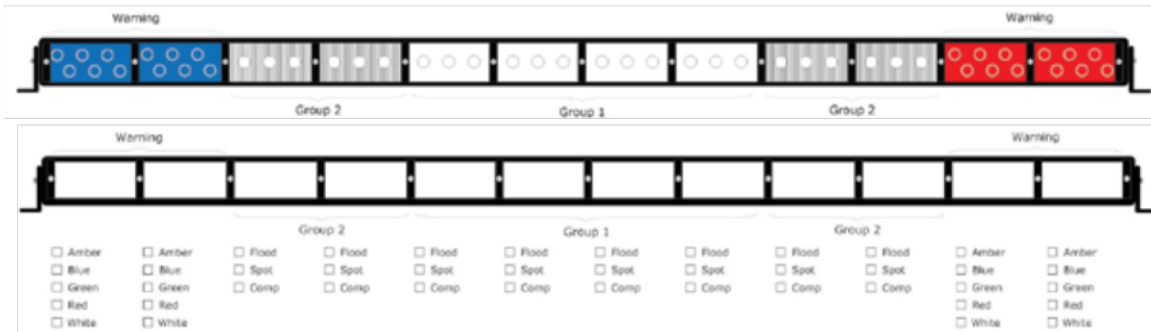 Warning Warning
Group 2 Group 1 Group 2
Warning Warning
Group 2 Group 1 Group 2
Amber Amber Flood Flood Flood Flood Flood Flood Flood Flood Amber Amber
Blue Blue Spot Spot Spot Spot Spot Spot Spot Spot Blue Blue
Green Green Comp Comp Comp Comp Comp Comp Comp Comp Green Green
Red Red Red Red
White White White White